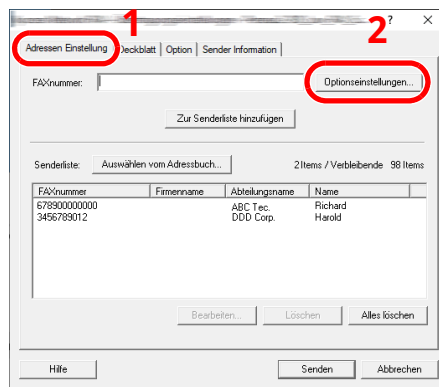 1
2
? X
Adressen Einstellung Deckblatt Option Sender Information
FAXnummer: Optionseinstellungen...
Zur Senderliste hinzufügen
Senderliste: Auswählen vom Adressbuch... 2Items / Verbleibende 98 Items
FAXnummer Firmenname Abteilungsname Name
678900000000 ABC Tec. Richard
3456789012 DDD Corp. Harold
Bearbeiten... Löschen Alles löschen
Hilfe Senden Abbrechen